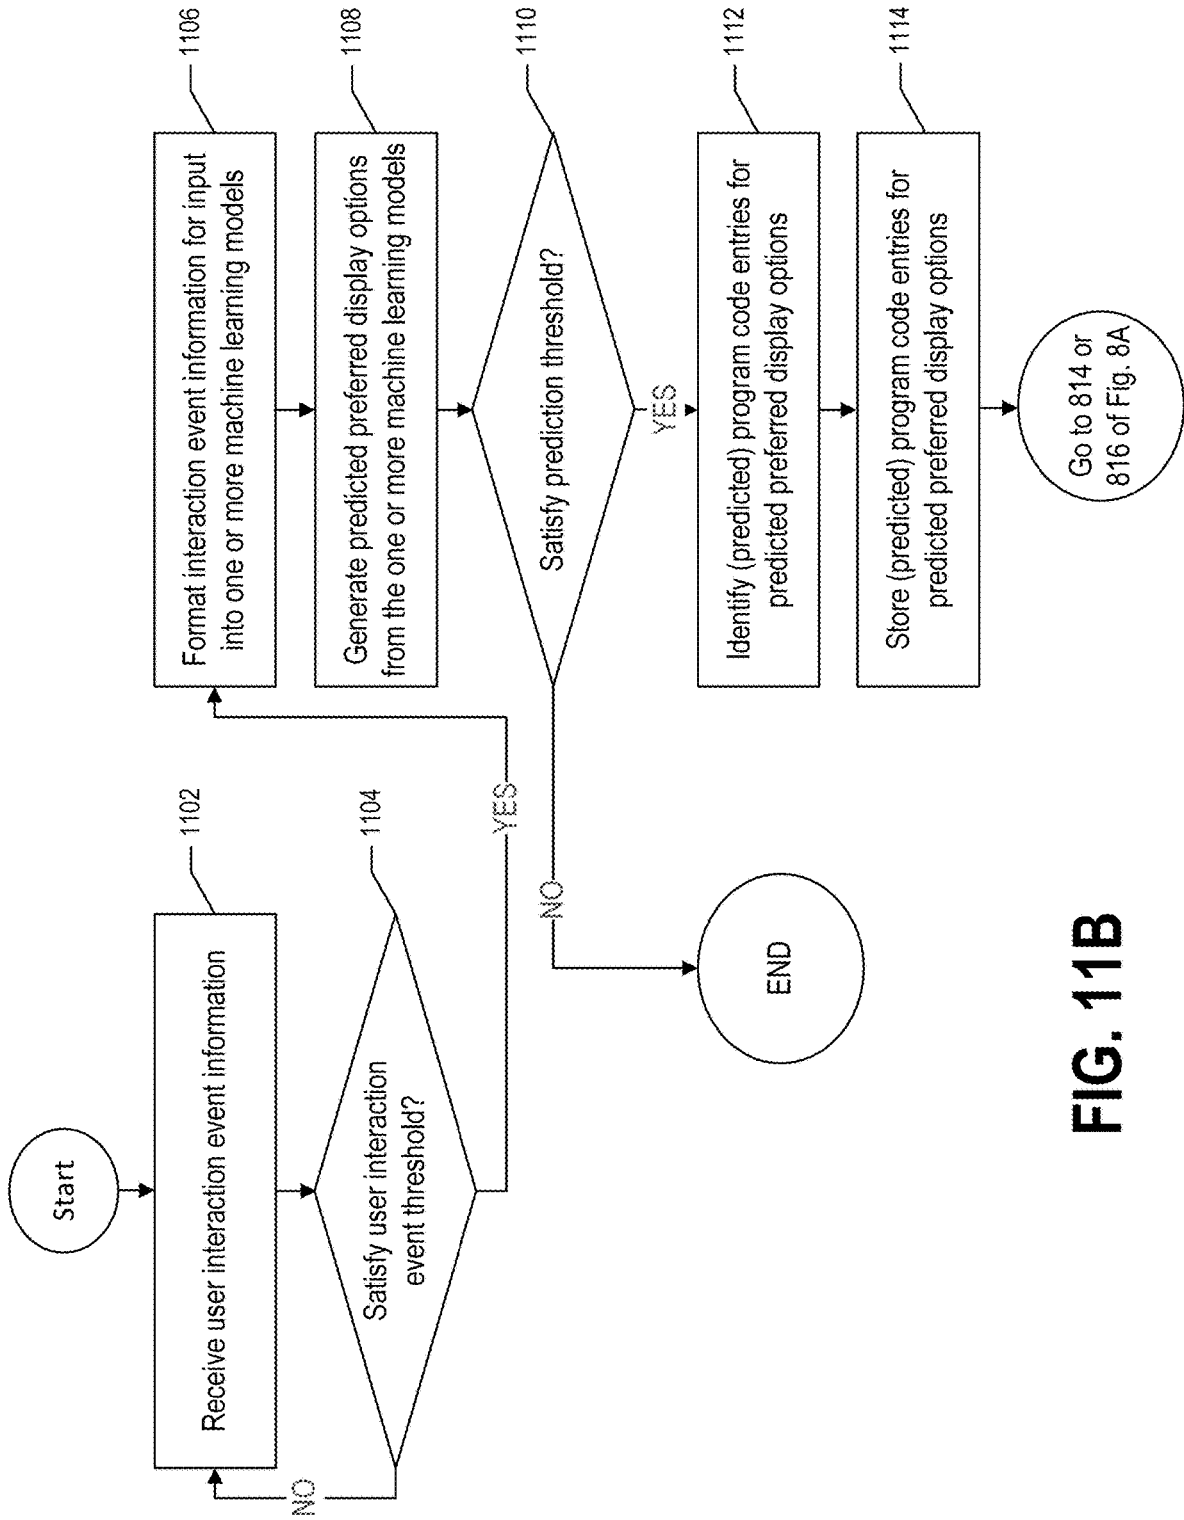 Start
Receive user interaction event information
1102
Satisfy user interaction
event threshold?
1104
NO
YES
Format interaction event information for input
into one or more machine learning models
1106
Generate predicted preferred display options
from the one or more machine learning models
1108
Satisfy prediction threshold?
1110
NO
YES
END
Identify (predicted) program code entries for
predicted preferred display options
1112
Store (predicted) program code entries for
predicted preferred display options
1114
Go to 814 or
816 of Fig. 8A
FIG. 11B